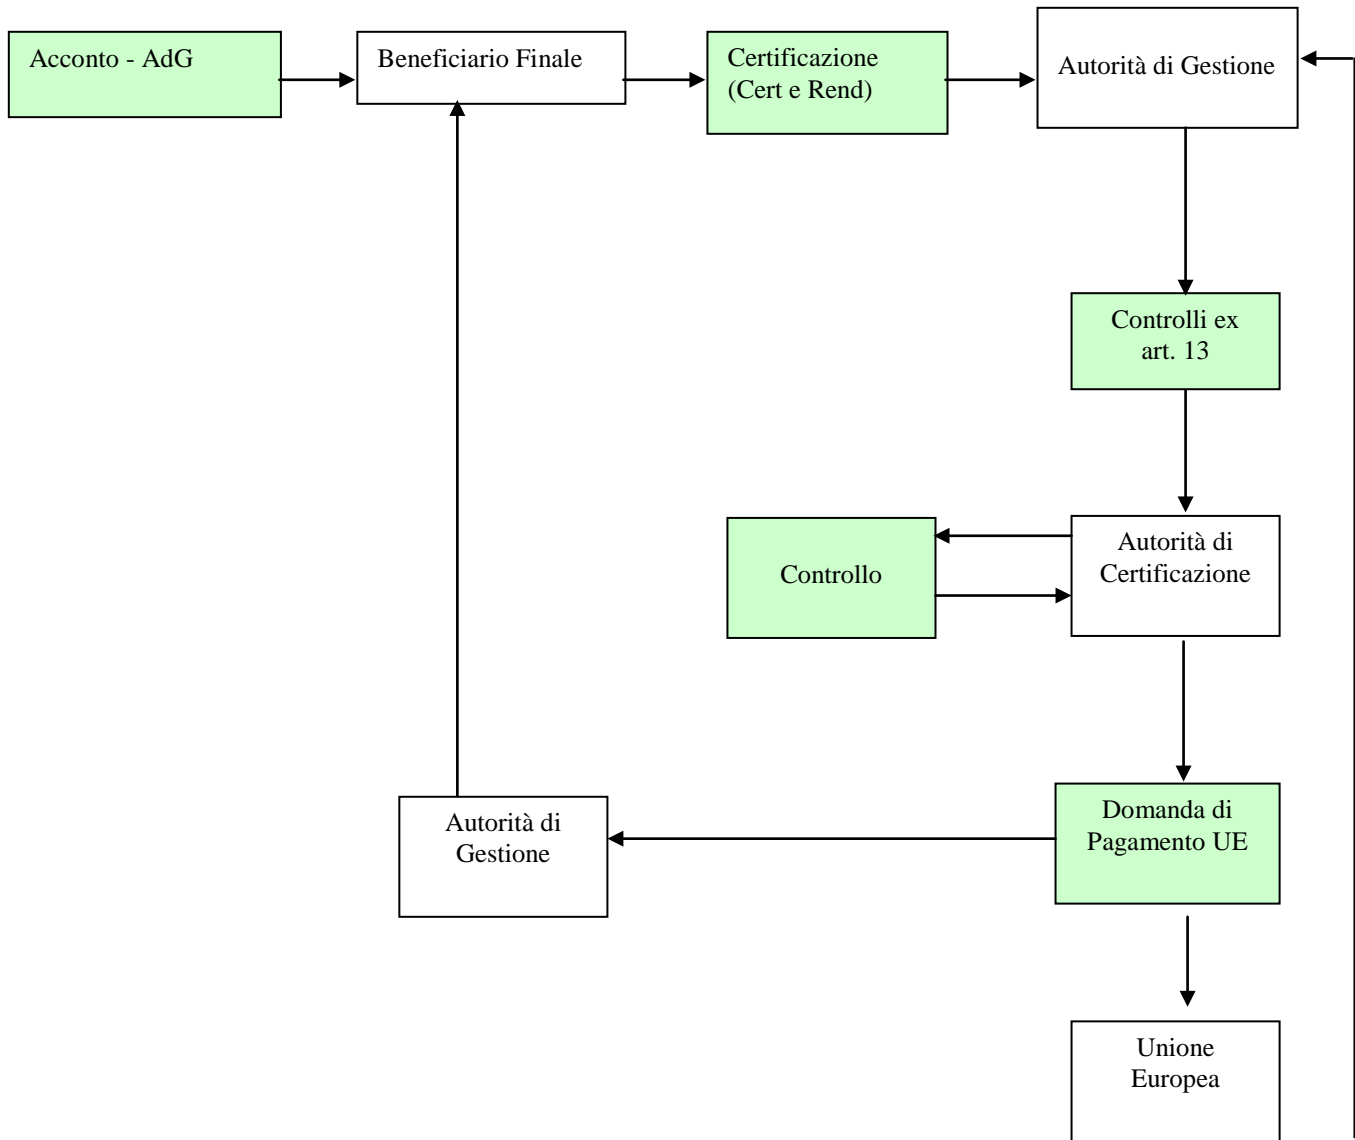 Acconto - AdG
Beneficiario Finale
Certificazione
(Cert e Rend)
Autorità di Gestione
Controlli ex
art. 13
Controllo
Autorità di
Certificazione
Autorità di
Gestione
Domanda di
Pagamento UE
Unione
Europea